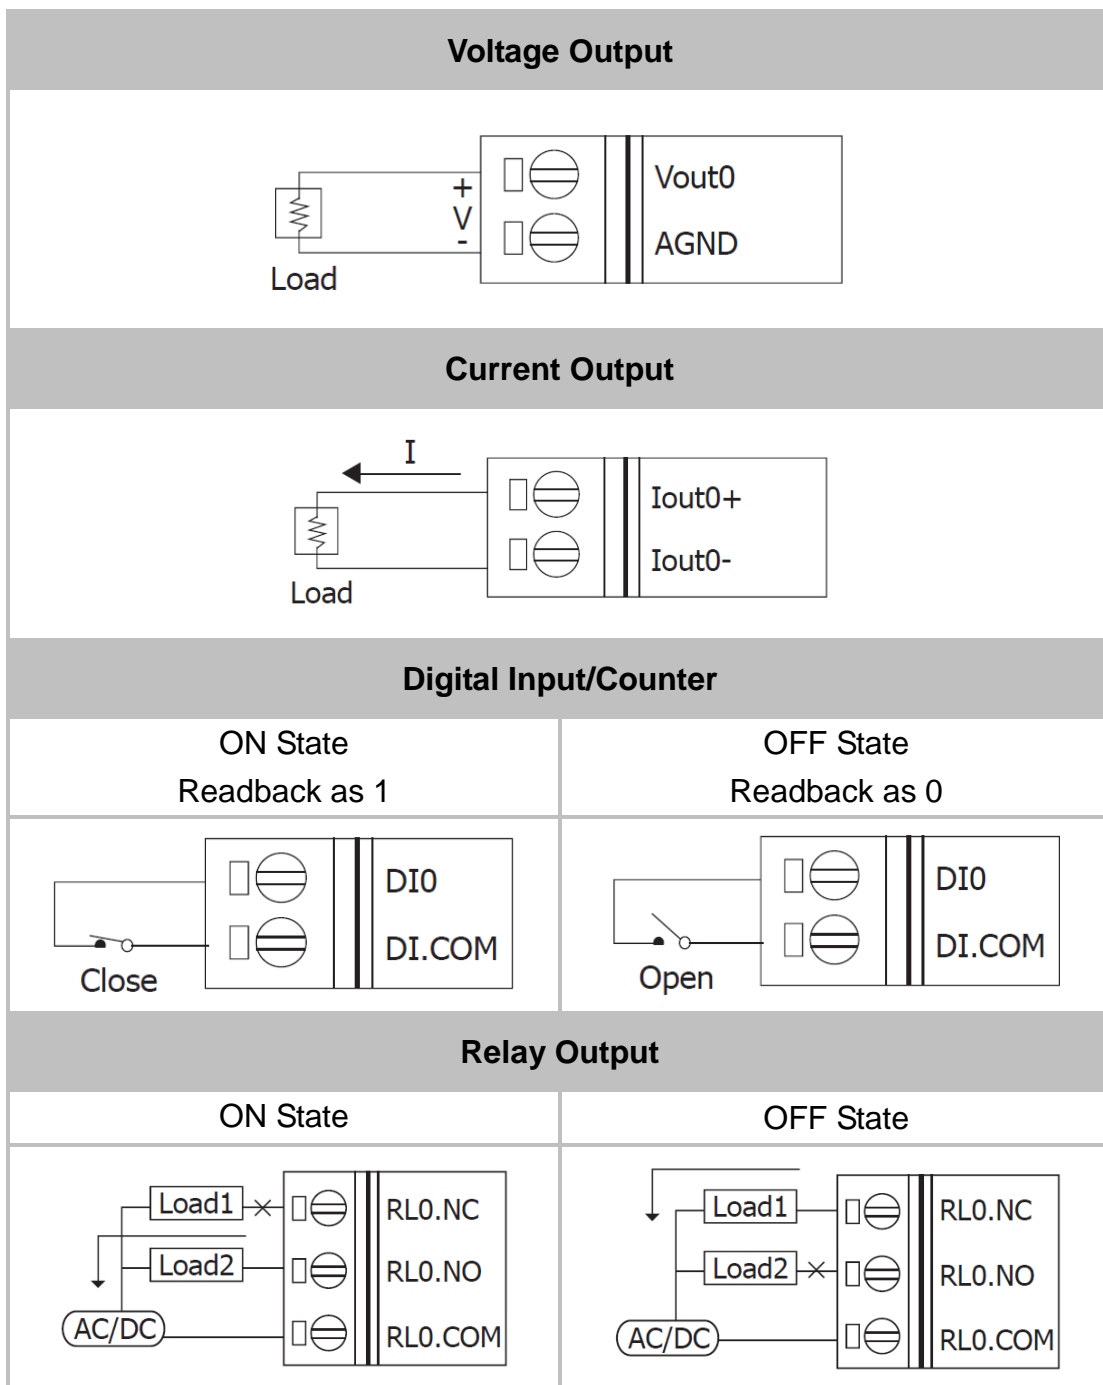 Voltage Output
+
V
-
Load
Vout0
AGND
Current Output
I
Load
Iout0+
Iout0-
Digital Input/Counter
ON State
Readback as 1
OFF State
Readback as 0
Close
DI0
DI.COM
Open
DI0
DI.COM
Relay Output
ON State
OFF State
Load1
Load2
AC/DC
RL0.NC
RL0.NO
RL0.COM
Load1
Load2
AC/DC
RL0.NC
RL0.NO
RL0.COM